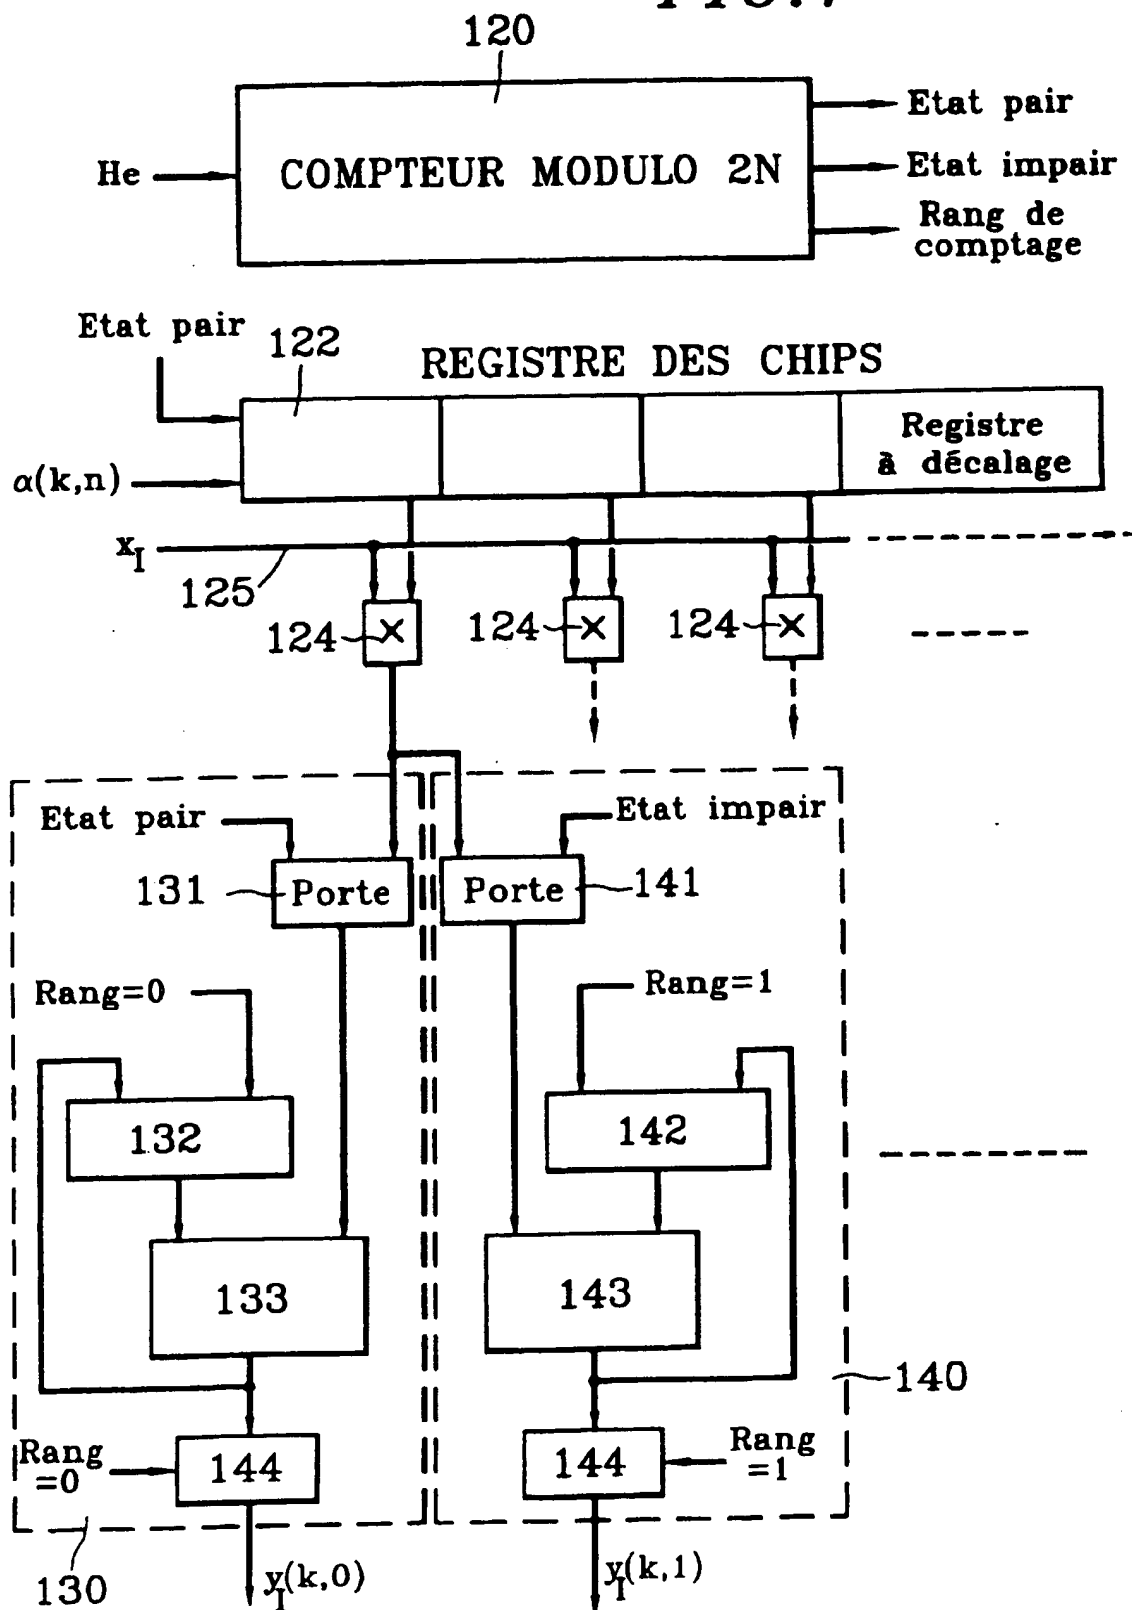 FIG.7
120
He
COMPTEUR MODULO 2N
Etat pair
Etat impair
Rang de
comptage
Etat pair
122
REGISTRE DES CHIPS
Registre
à décalage
α(k,n)
x_I
125
124
×
124
×
124
×
Etat pair
Etat impair
131
Porte
Porte
141
Rang=0
Rang=1
132
142
133
143
140
Rang
=0
144
144
Rang
=1
130
y_I(k,0)
y_I(k,1)